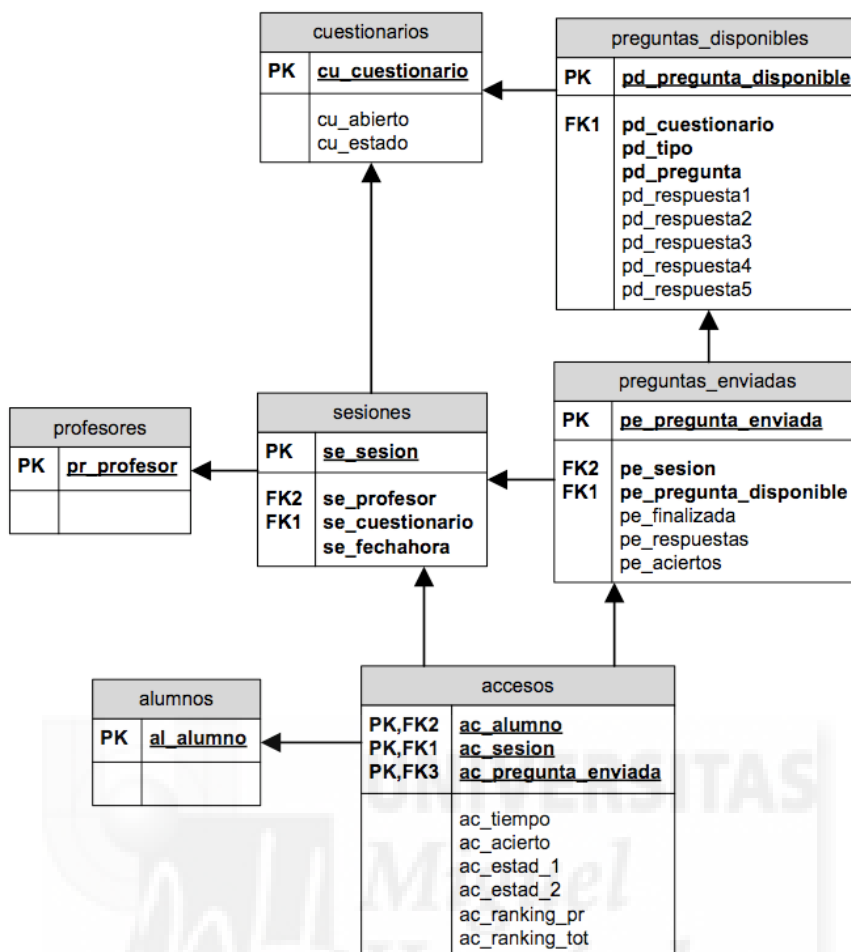 cuestionarios
PK cu_cuestionario
cu_abierto
cu_estado
preguntas_disponibles
PK pd_pregunta_disponible
FK1 pd_cuestionario
pd_tipo
pd_pregunta
pd_respuesta1
pd_respuesta2
pd_respuesta3
pd_respuesta4
pd_respuesta5
profesores
PK pr_profesor
sesiones
PK se_sesion
FK2 se_profesor
FK1 se_cuestionario
se_fechahora
preguntas_enviadas
PK pe_pregunta_enviada
FK2 pe_sesion
FK1 pe_pregunta_disponible
pe_finalizada
pe_respuestas
pe_aciertos
alumnos
PK al_alumno
accesos
PK,FK2 ac_alumno
PK,FK1 ac_sesion
PK,FK3 ac_pregunta_enviada
ac_tiempo
ac_acierto
ac_estad_1
ac_estad_2
ac_ranking_pr
ac_ranking_tot
UNIVERSITAS
Miguel